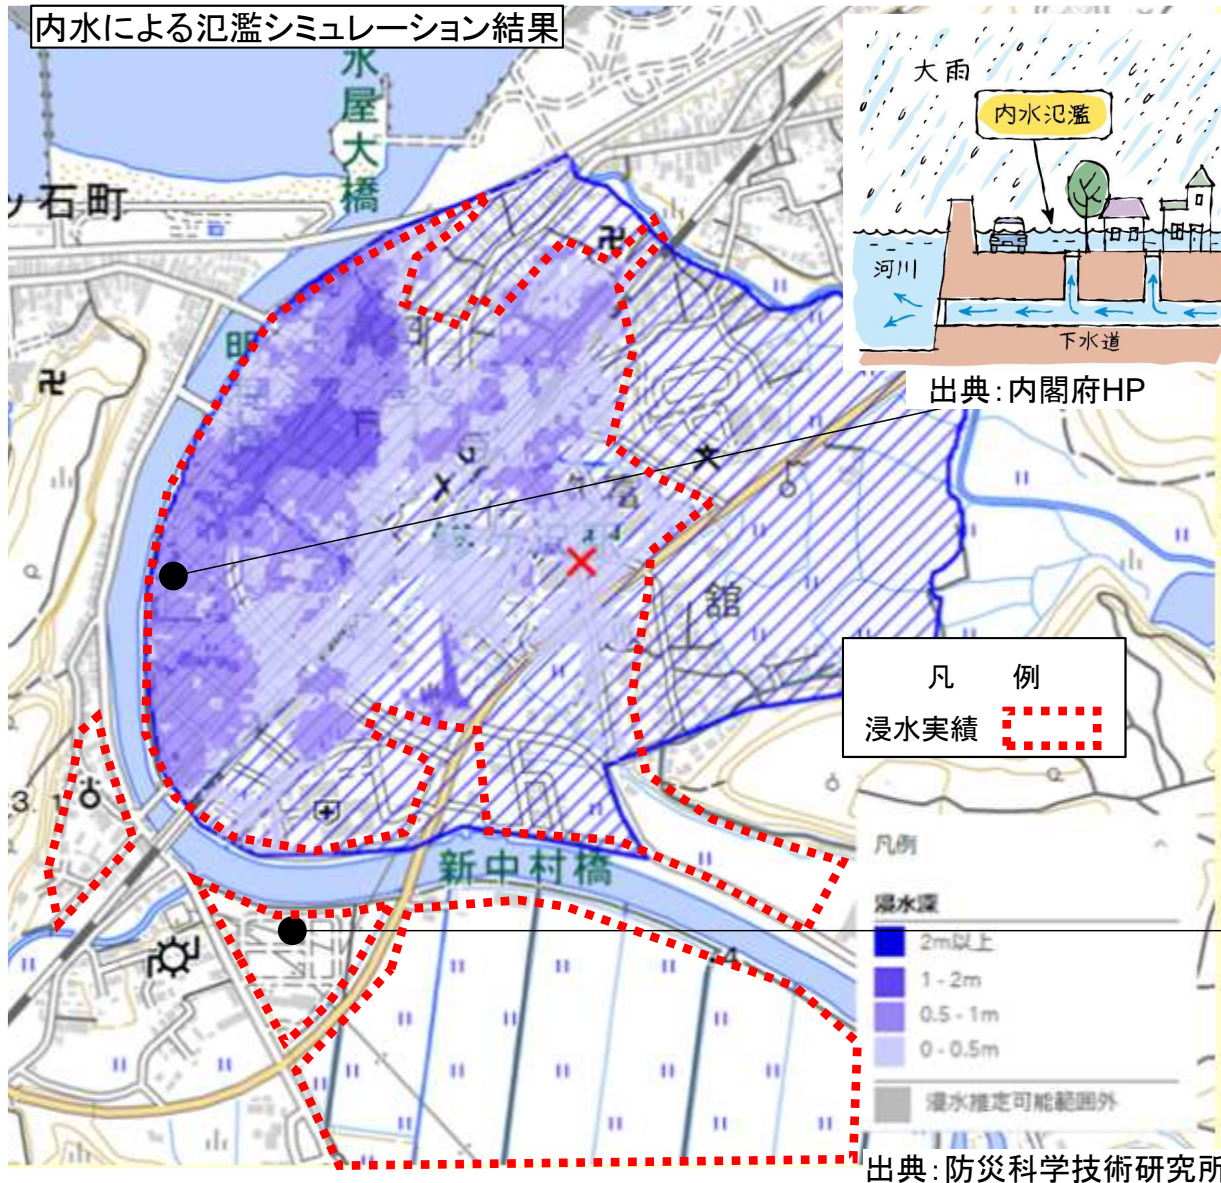 内水による氾濫シミュレーション結果
水屋大橋
ッ石町
大雨
内水氾濫
河川
下水道
出典：内閣府HP
舘
凡　例
浸水実績
新中村橋
凡例
浸水深
2m以上
1 - 2m
0.5 - 1m
0 - 0.5m
浸水推定可能範囲外
出典：防災科学技術研究所